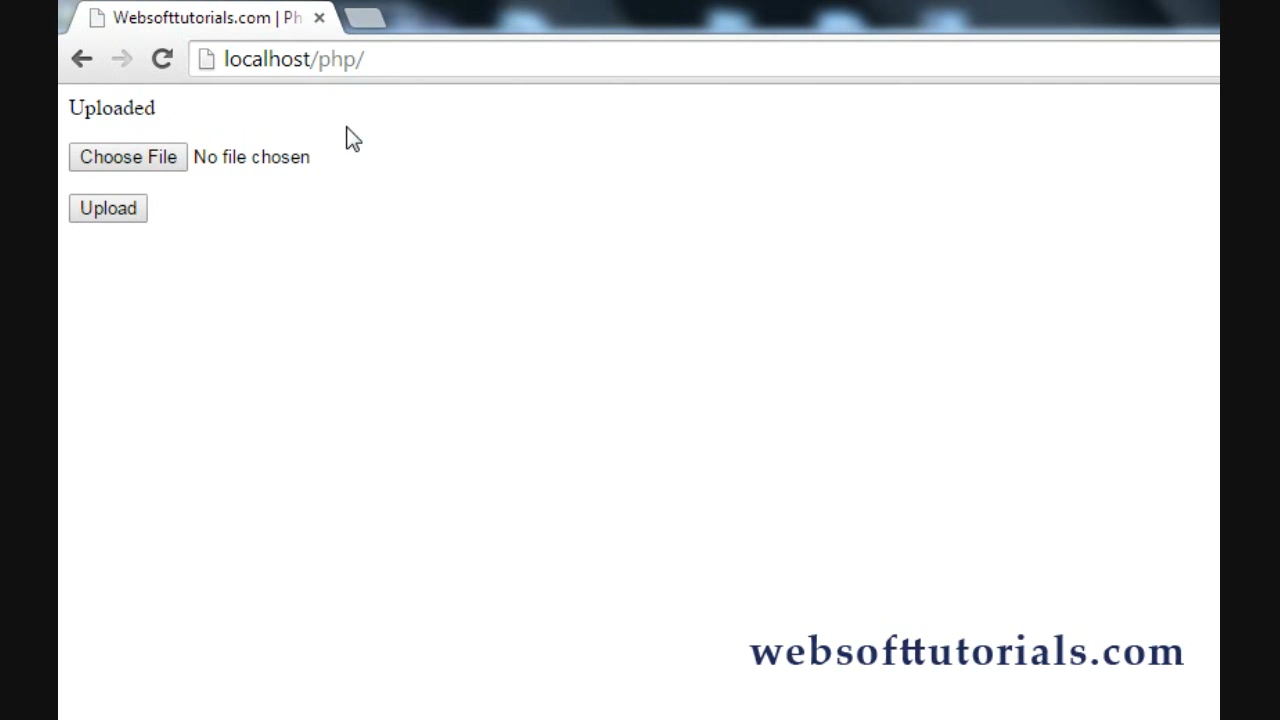 Websofttutorials.com | Ph
localhost/php/
Uploaded
Choose File No file chosen
Upload
websofttutorials.com